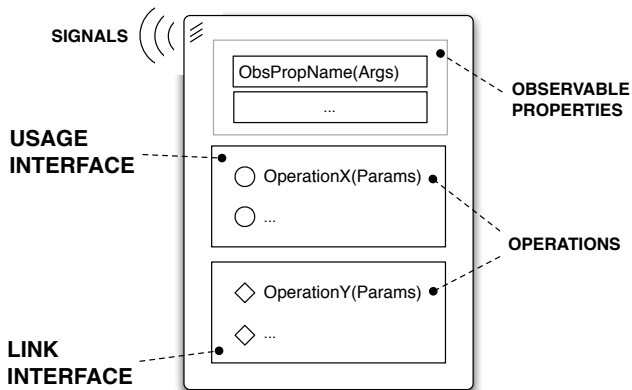 SIGNALS
ObsPropName(Args)
...
OBSERVABLE
PROPERTIES
USAGE
INTERFACE
OperationX(Params)
...
OPERATIONS
OperationY(Params)
...
LINK
INTERFACE